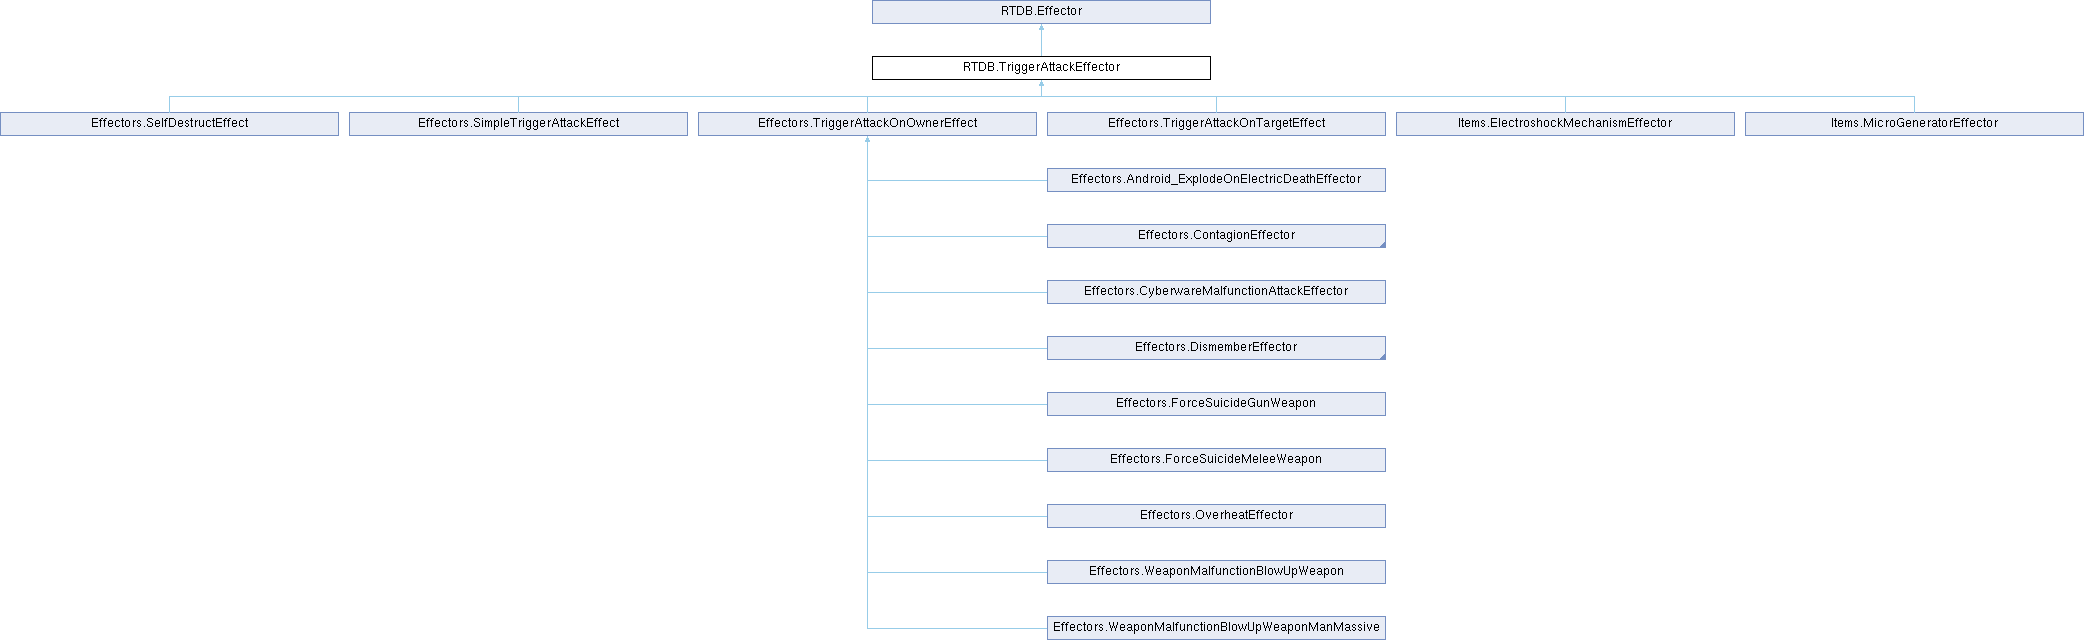 RTDB.Effector
RTDB.TriggerAttackEffector
Effectors.SelfDestructEffect
Effectors.SimpleTriggerAttackEffect
Effectors.TriggerAttackOnOwnerEffect
Effectors.TriggerAttackOnTargetEffect
Items.ElectroshockMechanismEffector
Items.MicroGeneratorEffector
Effectors.Android_ExplodeOnElectricDeathEffector
Effectors.ContagionEffector
Effectors.CyberwareMalfunctionAttackEffector
Effectors.DismemberEffector
Effectors.ForceSuicideGunWeapon
Effectors.ForceSuicideMeleeWeapon
Effectors.OverheatEffector
Effectors.WeaponMalfunctionBlowUpWeapon
Effectors.WeaponMalfunctionBlowUpWeaponManMassive